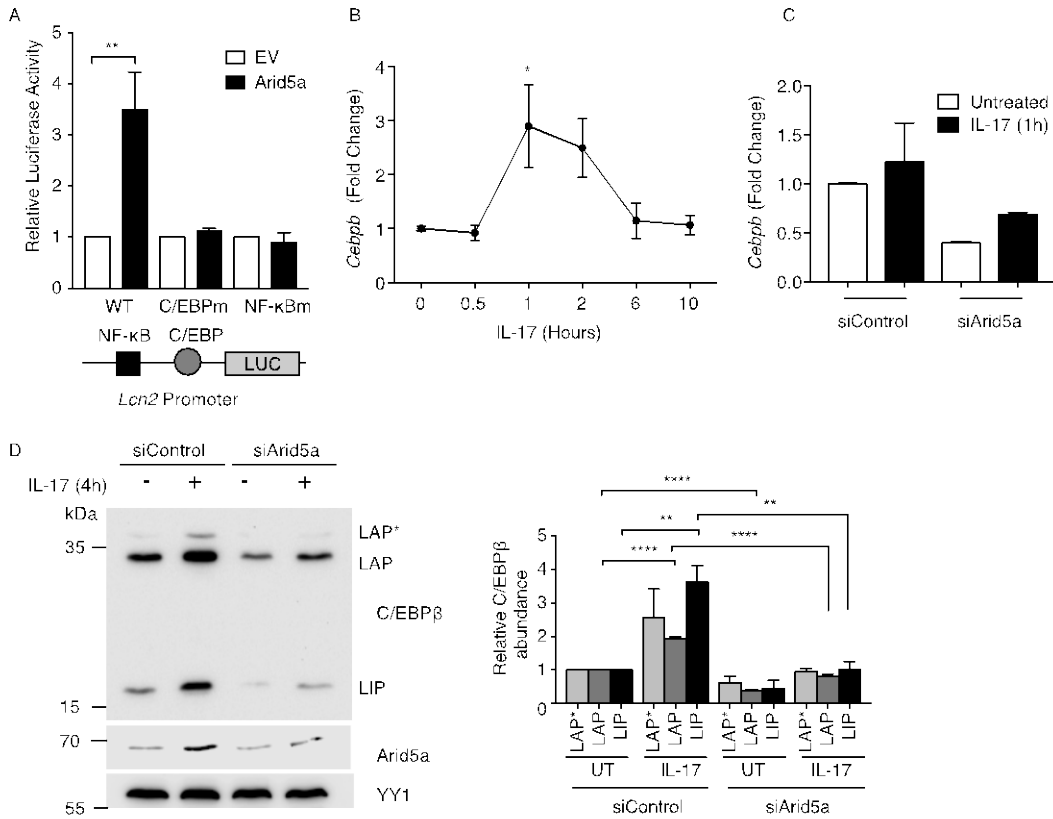 A
Relative Luciferase Activity
5
4
3
2
1
0
**
EV
Arid5a
WT C/EBPm NF-κBm
NF-κB C/EBP
LUC
Lcn2 Promoter
B
Cebpb (Fold Change)
4
3
2
1
0
*
0 0.5 1 2 6 10
IL-17 (Hours)
C
Cebpb (Fold Change)
2.0
1.5
1.0
0.5
0.0
Untreated
IL-17 (1h)
siControl siArid5a
D
siControl siArid5a
IL-17 (4h) - + - +
kDa
35
15
70
55
LAP*
LAP
C/EBPβ
LIP
Arid5a
YY1
Relative C/EBPβ
abundance
5
4
3
2
1
0
****
**
**
****
****
LAP* LAP LIP LAP* LAP LIP LAP* LAP LIP LAP* LAP LIP
UT IL-17 UT IL-17
siControl siArid5a